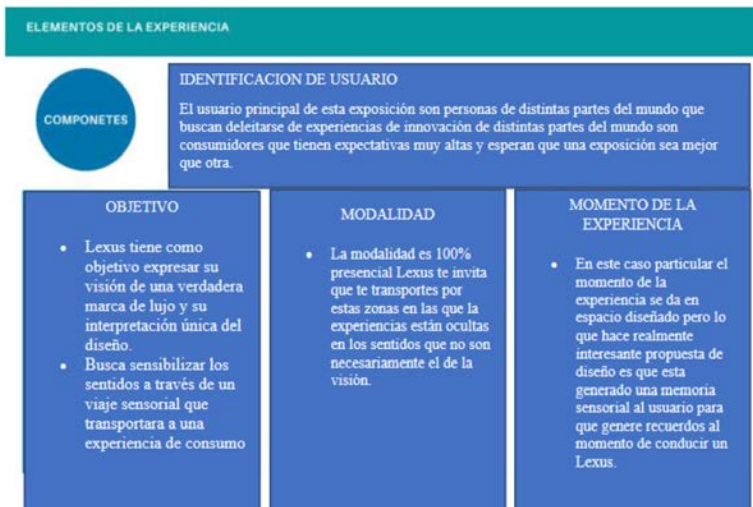 ELEMENTOS DE LA EXPERIENCIA
COMPONETES
IDENTIFICACION DE USUARIO
El usuario principal de esta exposición son personas de distintas partes del mundo que
buscan deleitarse de experiencias de innovación de distintas partes del mundo son
consumidores que tienen expectativas muy altas y esperan que una exposición sea mejor
que otra.
OBJETIVO
• Lexus tiene como
objetivo expresar su
visión de una verdadera
marca de lujo y su
interpretación única del
diseño.
• Busca sensibilizar los
sentidos a través de un
viaje sensorial que
transportara a una
experiencia de consumo
MODALIDAD
• La modalidad es 100%
presencial Lexus te invita
que te transportes por
estas zonas en las que la
experiencias están ocultas
en los sentidos que no son
necesariamente el de la
visión.
MOMENTO DE LA
EXPERIENCIA
• En este caso particular el
momento de la
experiencia se da en
espacio diseñado pero lo
que hace realmente
interesante propuesta de
diseño es que esta
generado una memoria
sensorial al usuario para
que genere recuerdos al
momento de conducir un
Lexus.